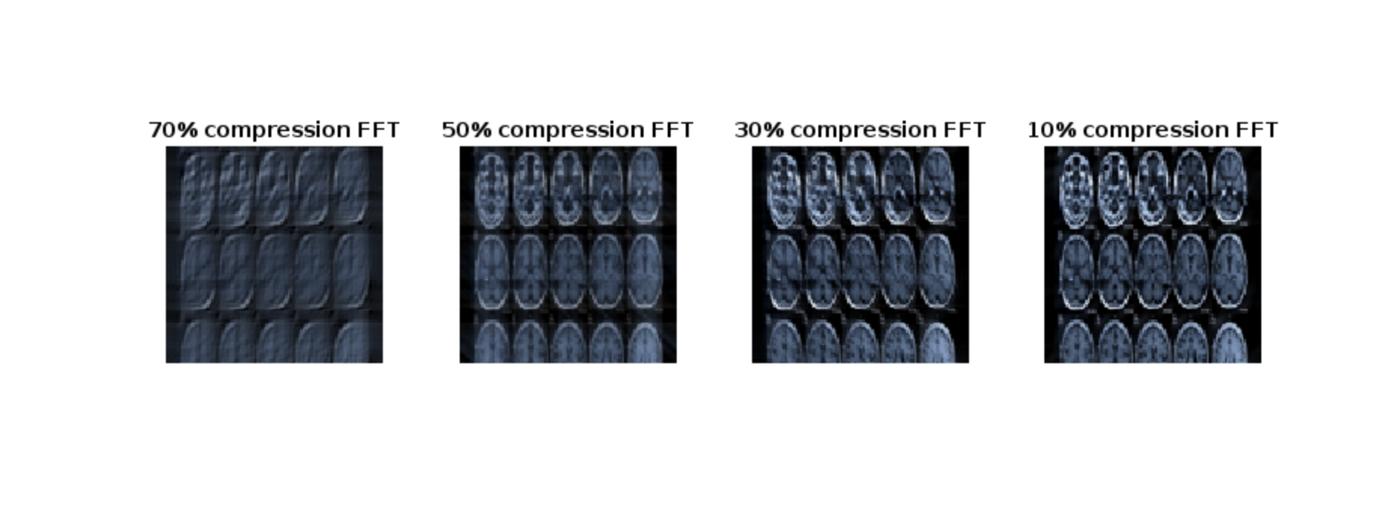 70% compression FFT
50% compression FFT
30% compression FFT
10% compression FFT